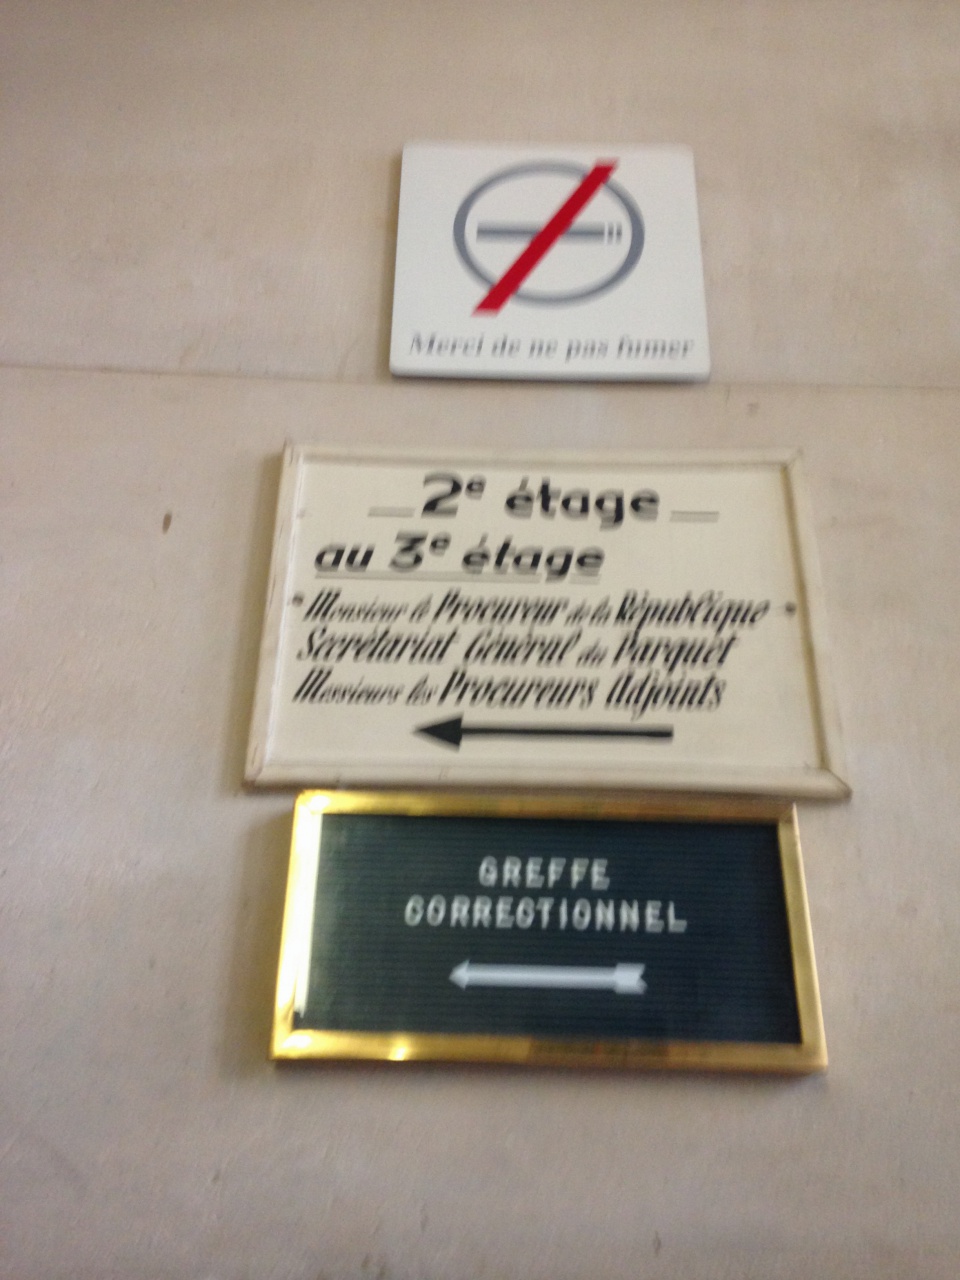 Merci de ne pas fumer
2e étage
au 3e étage
Monsieur le Procureur de la République
Secrétariat Général du Parquet
Messieurs les Procureurs Adjoints
GREFFE
CORRECTIONNEL